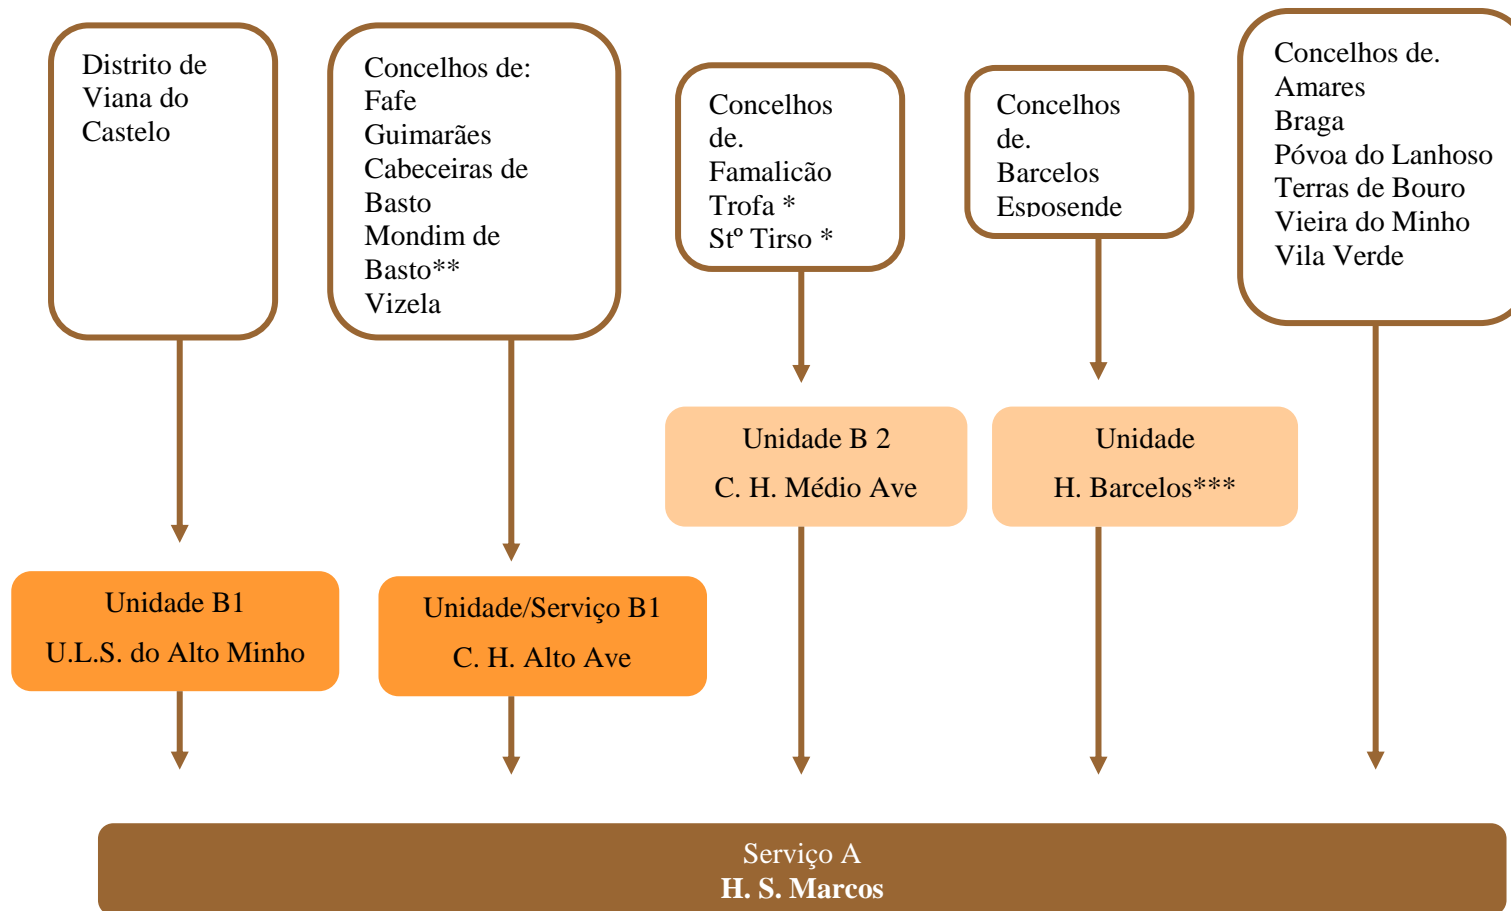 Distrito de
Viana do
Castelo
Concelhos de:
Fafe
Guimarães
Cabeceiras de
Basto
Mondim de
Basto**
Vizela
Concelhos
de.
Famalicão
Trofa *
Stº Tirso *
Concelhos
de.
Barcelos
Esposende
Concelhos de.
Amares
Braga
Póvoa do Lanhoso
Terras de Bouro
Vieira do Minho
Vila Verde
Unidade B 2
C. H. Médio Ave
Unidade
H. Barcelos***
Unidade B1
U.L.S. do Alto Minho
Unidade/Serviço B1
C. H. Alto Ave
Serviço A
H. S. Marcos